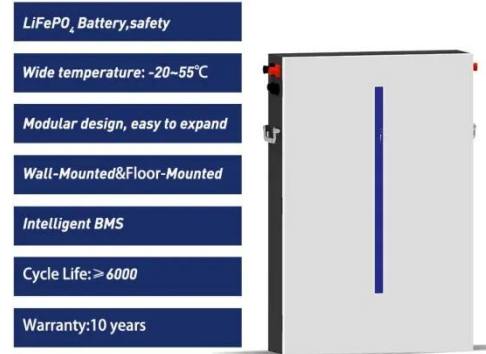 LiFePO₄ Battery,safety
Wide temperature: -20~55℃
Modular design, easy to expand
Wall-Mounted&Floor-Mounted
Intelligent BMS
Cycle Life:≥6000
Warranty:10 years